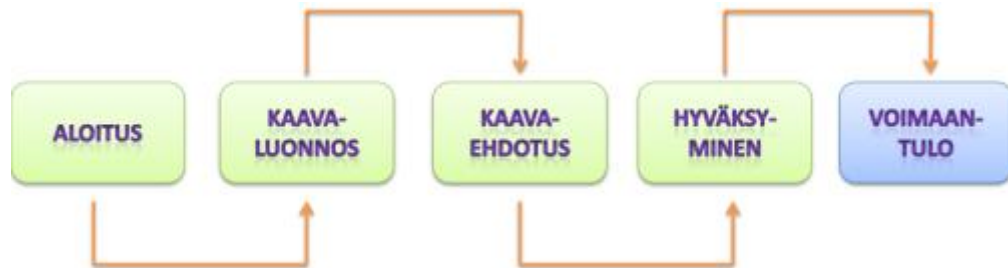 ALOITUS
KAAVA-
LUONNOS
KAAVA-
EHDOTUS
HYVÄKSY-
MINEN
VOIMAAN-
TULO